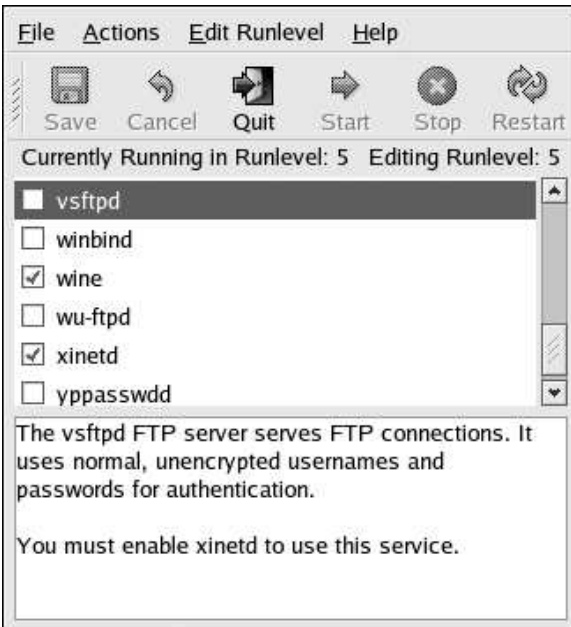 File Actions Edit Runlevel Help
Save Cancel Quit Start Stop Restart
Currently Running in Runlevel: 5 Editing Runlevel: 5
vsftpd
winbind
wine
wu-ftpd
xinetd
yppasswdd
The vsftpd FTP server serves FTP connections. It
uses normal, unencrypted usernames and
passwords for authentication.
You must enable xinetd to use this service.